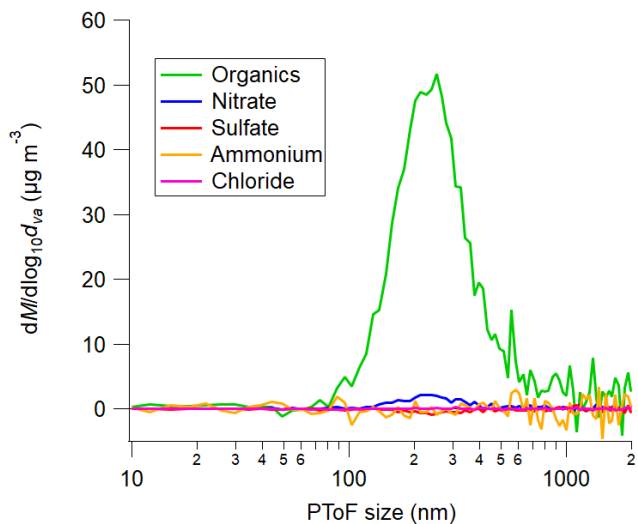 60
50
40
30
20
10
0
dM/dlog₁₀dva (µg m⁻³)
Organics
Nitrate
Sulfate
Ammonium
Chloride
10 2 3 4 5 6 100 2 3 4 5 6 1000 2
PToF size (nm)